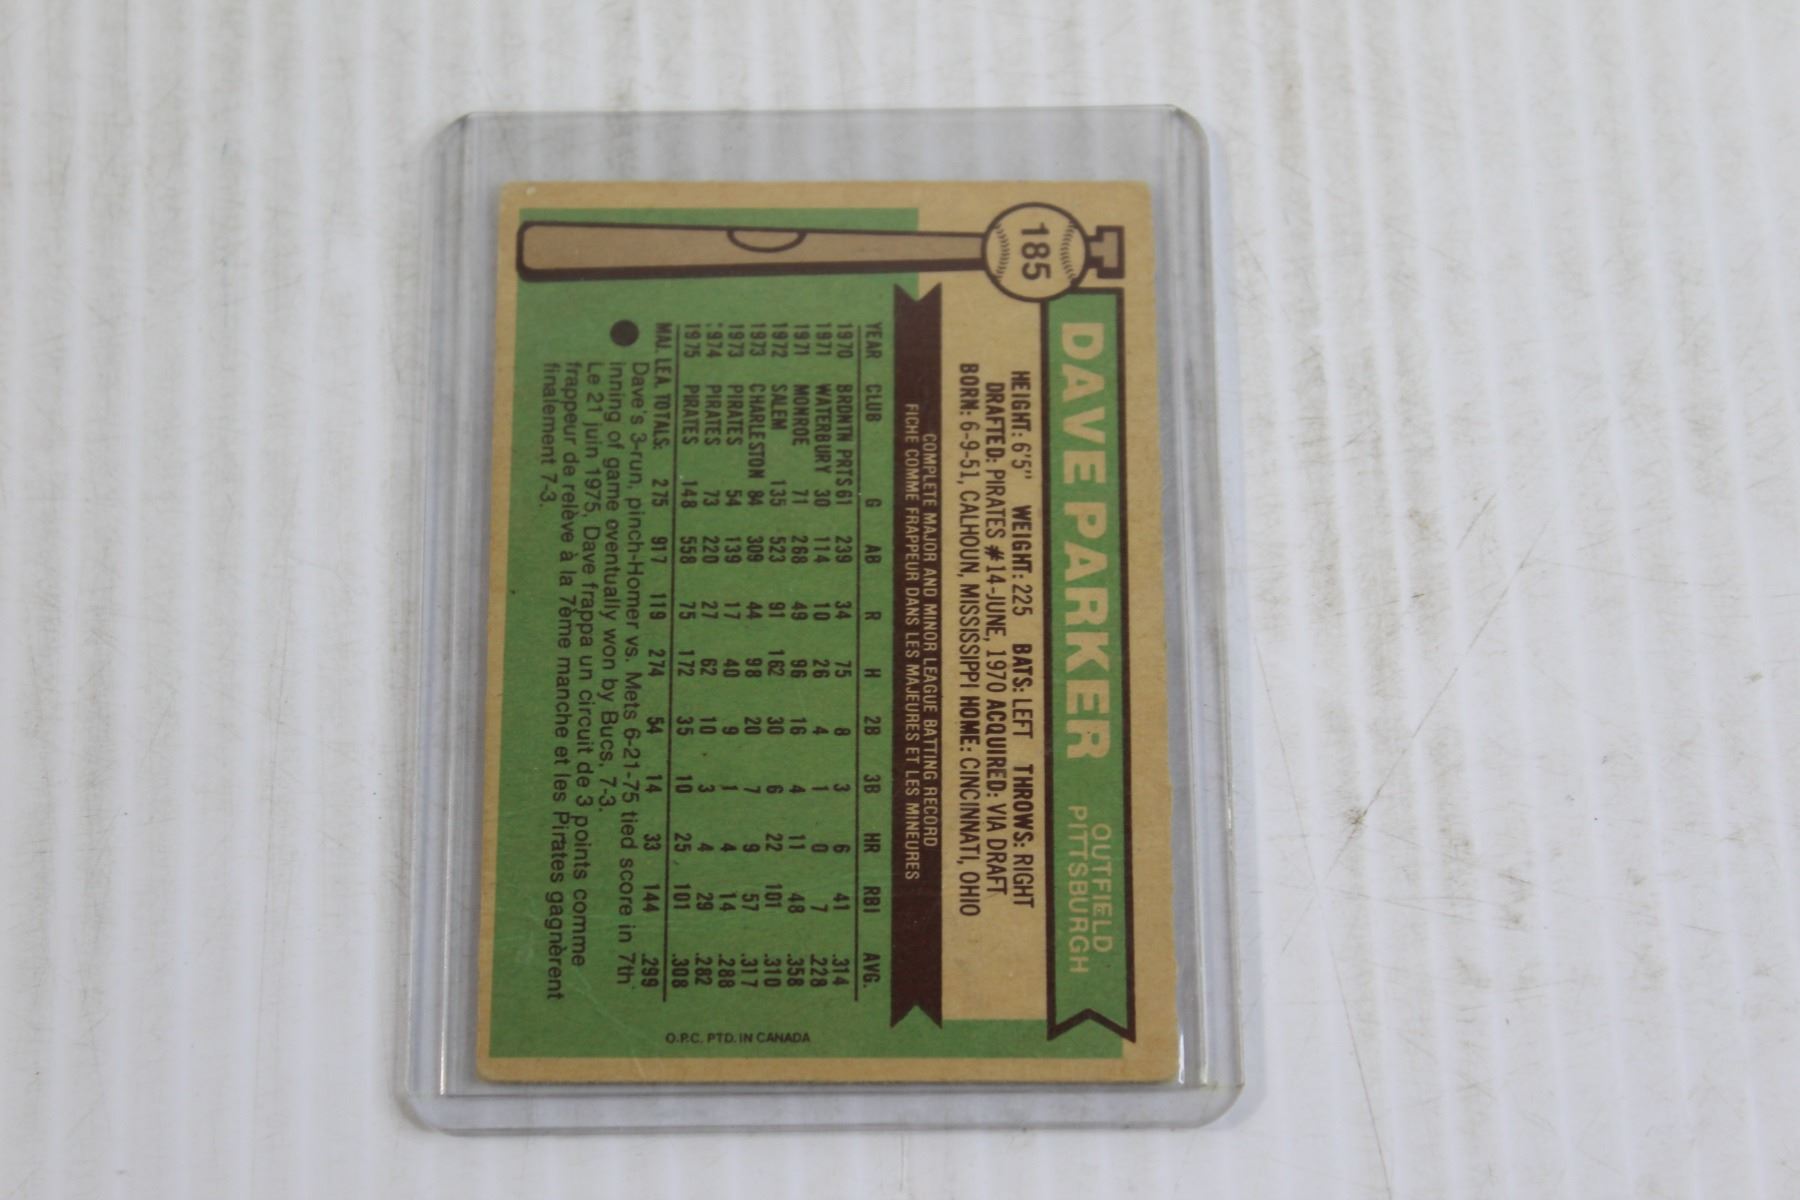 185
DAVE PARKER
OUTFIELD
PITTSBURGH
HEIGHT: 6'5" WEIGHT: 225 BATS: LEFT THROWS: RIGHT
DRAFTED: PIRATES #14-JUNE, 1970 ACQUIRED: VIA DRAFT
BORN: 6-9-51, CALHOUN, MISSISSIPPI HOME: CINCINNATI, OHIO
COMPLETE MAJOR AND MINOR LEAGUE BATTING RECORD
FICHE COMME FRAPPEUR DANS LES MAJEURES ET LES MINEURES
YEAR CLUB G AB R H 2B 3B HR RBI AVG.
1970 BRDNTN PRTS 61 239 34 75 8 3 6 41 .314
1971 WATERBURY 30 114 10 26 4 1 0 7 .228
1971 MONROE 71 268 49 96 16 4 11 48 .358
1972 SALEM 135 523 91 162 30 6 22 101 .310
1973 CHARLESTON 84 309 44 98 20 7 9 57 .317
1973 PIRATES 54 139 17 40 9 1 4 14 .288
1974 PIRATES 73 220 27 62 10 3 4 29 .282
1975 PIRATES 148 558 75 172 35 10 25 101 .308
MAJ. LEA. TOTALS: 275 917 119 274 54 14 33 144 .299
Dave's 3-run, pinch-Homer vs. Mets 6-21-75 tied score in 7th
inning of game eventually won by Bucs, 7-3.
Le 21 juin 1975, Dave frappa un circuit de 3 points comme
frappeur de relève à la 7ème manche et les Pirates gagnèrent
finalement 7-3.
O.P.C. PTD. IN CANADA